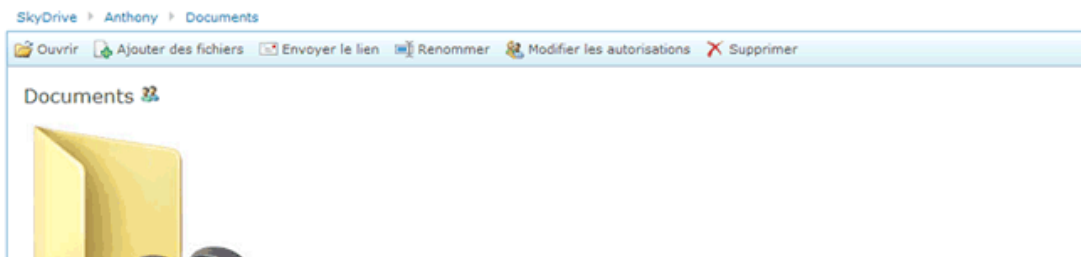 SkyDrive Anthony Documents
Ouvrir Ajouter des fichiers Envoyer le lien Renommer Modifier les autorisations Supprimer
Documents